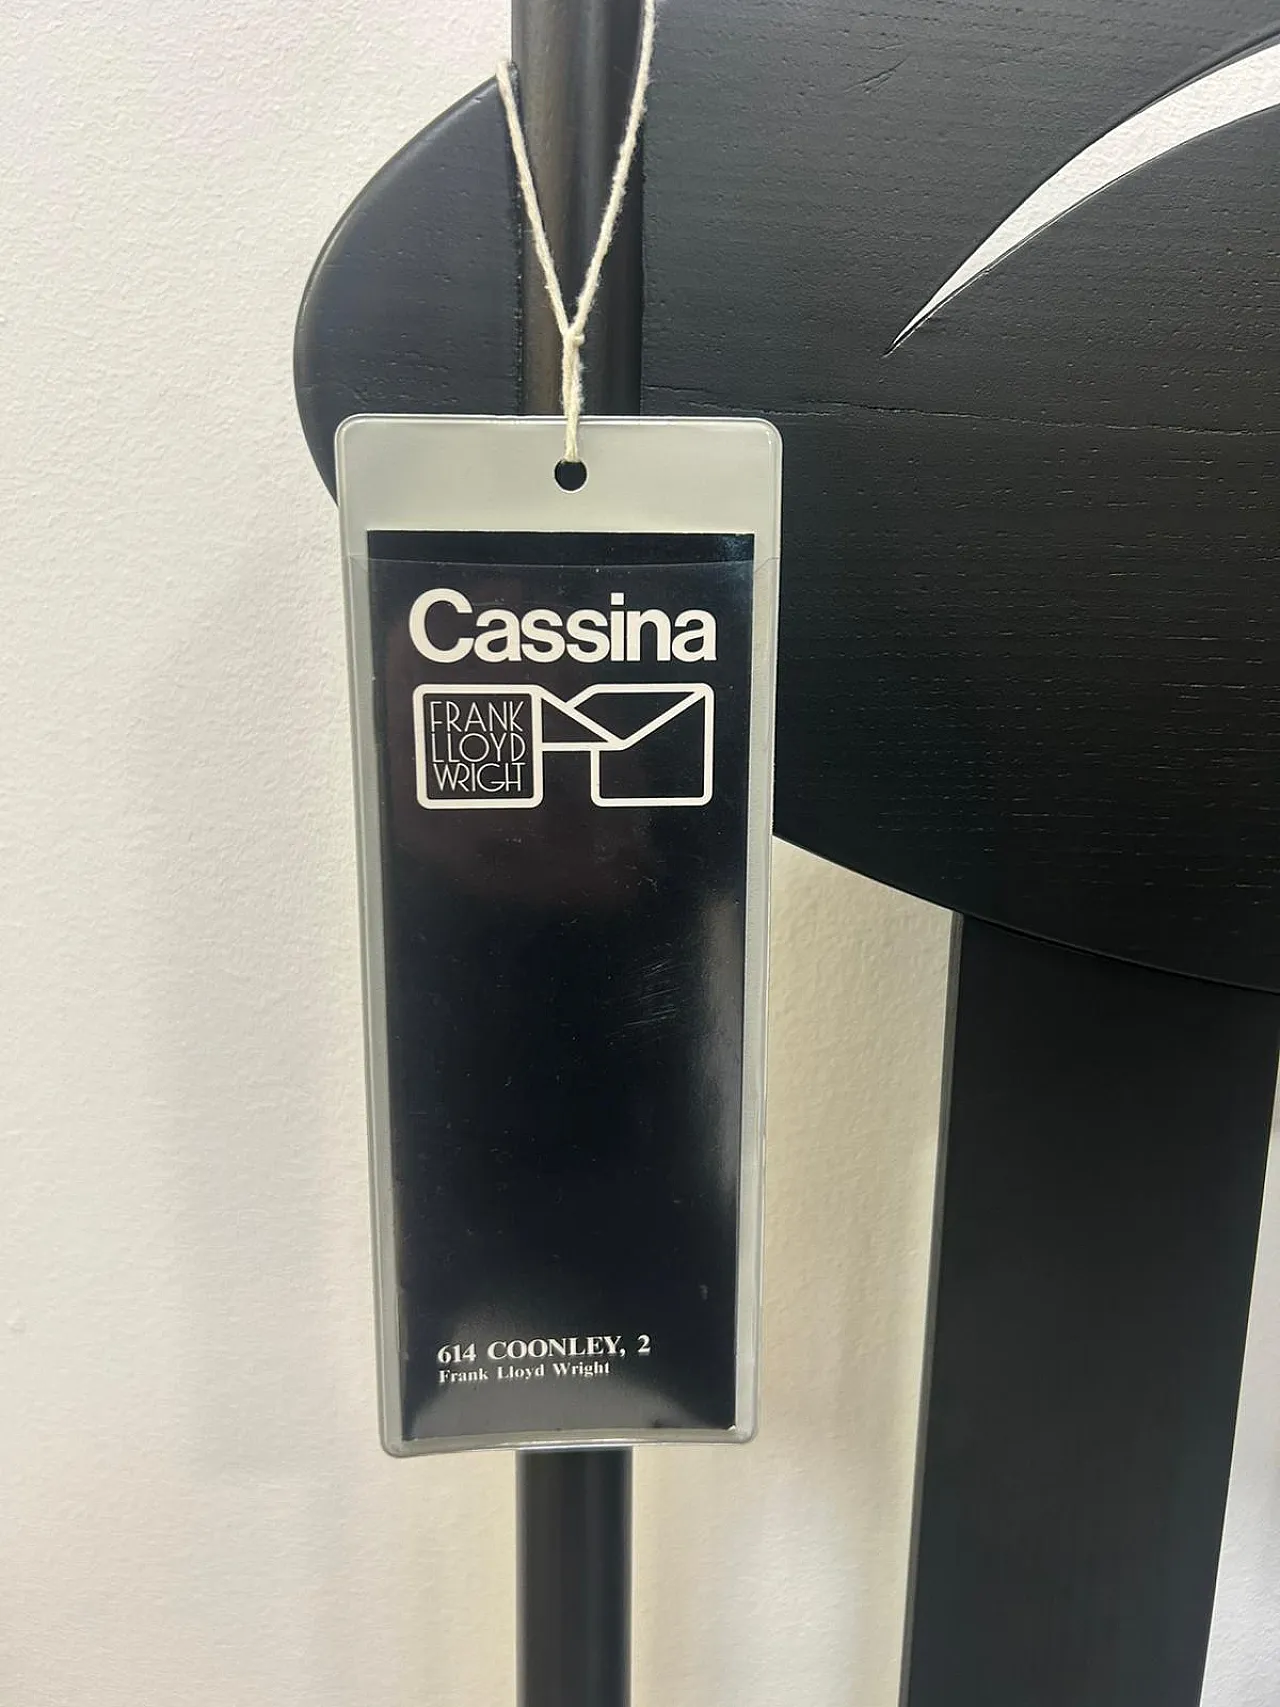 Cassina
FRANK
LLOYD
WRIGHT
614 COONLEY, 2
Frank Lloyd Wright